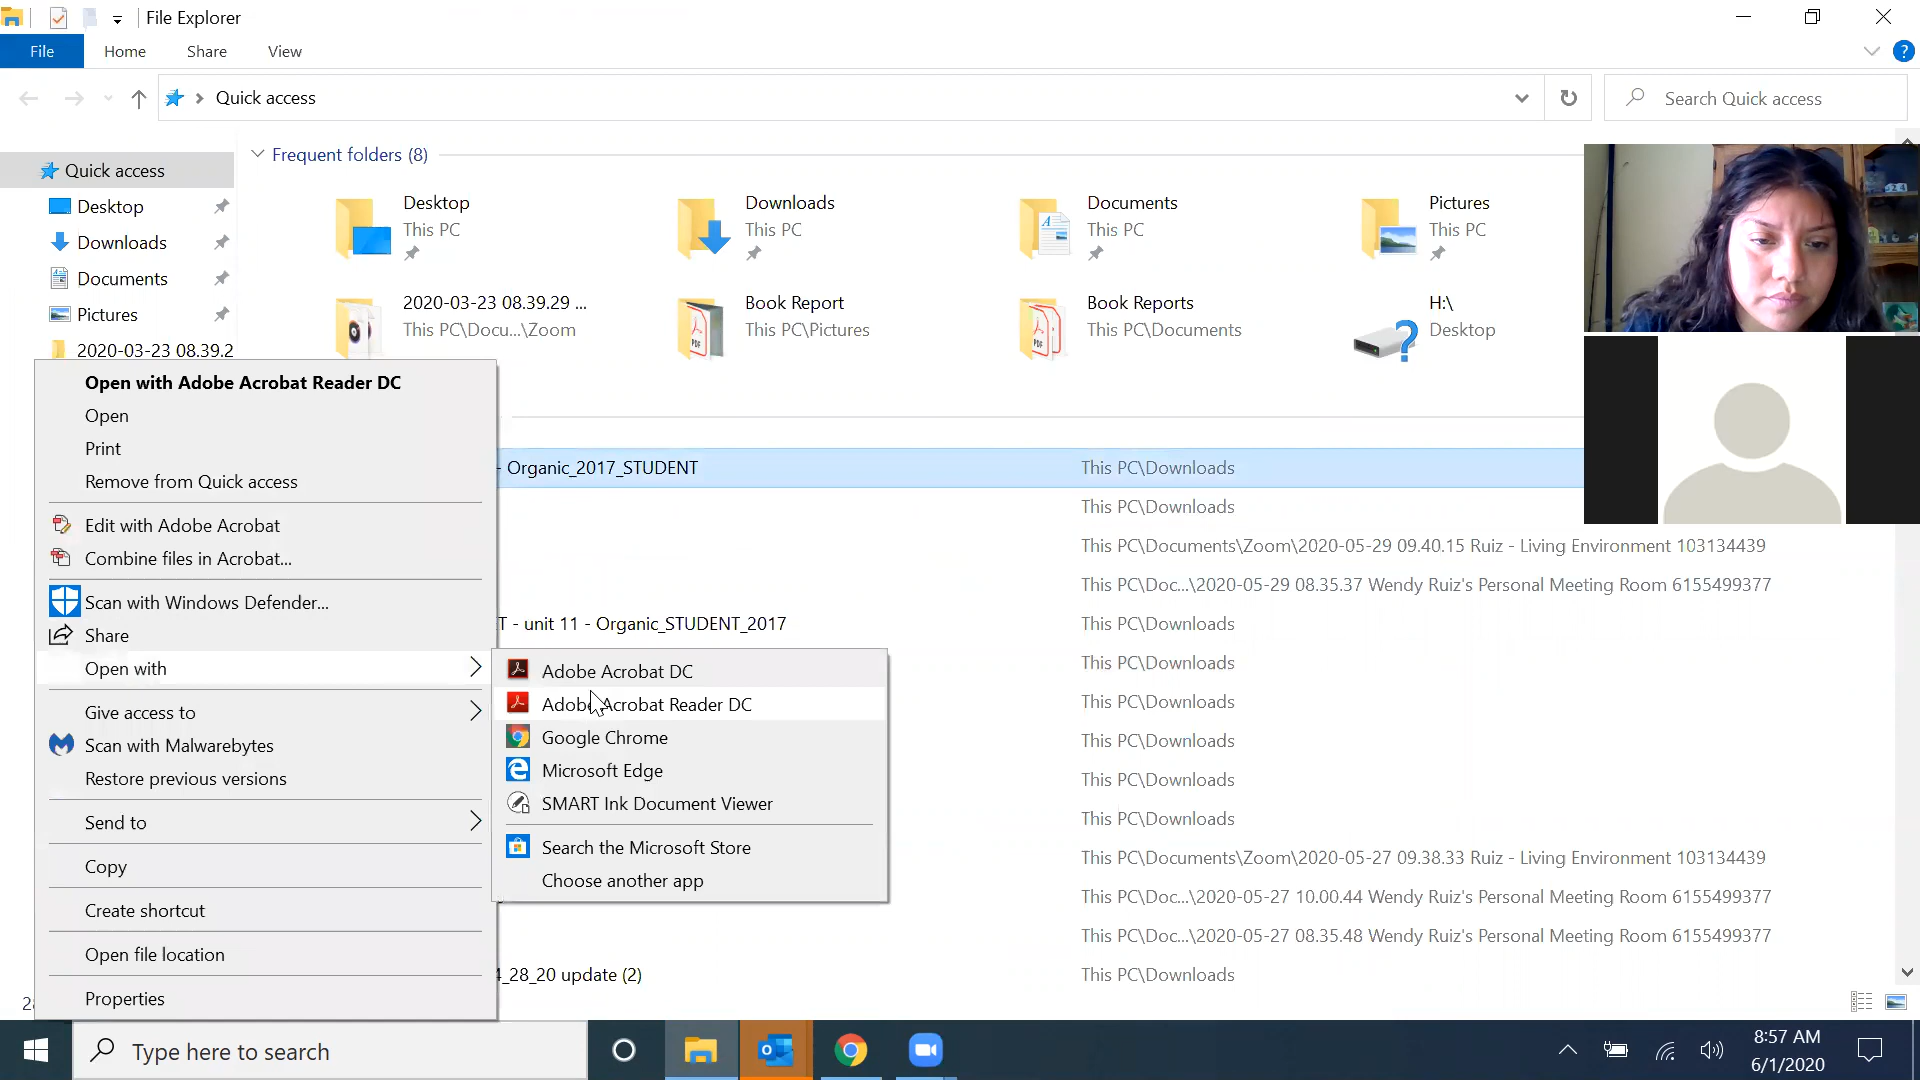 File Explorer
File Home Share View
Quick access
Search Quick access
Quick access
Desktop
Downloads
Documents
Pictures
2020-03-23 08.39.2
Frequent folders (8)
Desktop
This PC
Downloads
This PC
Documents
This PC
Pictures
This PC
2020-03-23 08.39.29 ...
This PC\Docu...\Zoom
Book Report
This PC\Pictures
Book Reports
This PC\Documents
H:\
Desktop
Open with Adobe Acrobat Reader DC
Open
Print
Remove from Quick access
Edit with Adobe Acrobat
Combine files in Acrobat...
Scan with Windows Defender...
Share
Open with
Give access to
Scan with Malwarebytes
Restore previous versions
Send to
Copy
Create shortcut
Open file location
Properties
Adobe Acrobat DC
Adobe Acrobat Reader DC
Google Chrome
Microsoft Edge
SMART Ink Document Viewer
Search the Microsoft Store
Choose another app
- Organic_2017_STUDENT This PC\Downloads
This PC\Downloads
This PC\Documents\Zoom\2020-05-29 09.40.15 Ruiz - Living Environment 103134439
This PC\Doc...\2020-05-29 08.35.37 Wendy Ruiz's Personal Meeting Room 6155499377
T - unit 11 - Organic_STUDENT_2017 This PC\Downloads
This PC\Downloads
This PC\Downloads
This PC\Downloads
This PC\Downloads
This PC\Downloads
This PC\Documents\Zoom\2020-05-27 09.38.33 Ruiz - Living Environment 103134439
This PC\Doc...\2020-05-27 10.00.44 Wendy Ruiz's Personal Meeting Room 6155499377
This PC\Doc...\2020-05-27 08.35.48 Wendy Ruiz's Personal Meeting Room 6155499377
4_28_20 update (2) This PC\Downloads
Type here to search
8:57 AM
6/1/2020